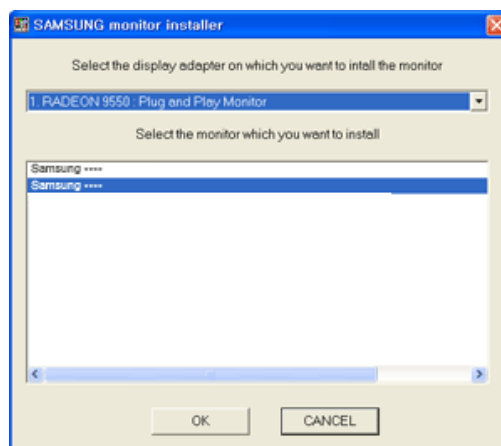 SAMSUNG monitor installer
Select the display adapter on which you want to intall the monitor
1. RADEON 9550 : Plug and Play Monitor
Select the monitor which you want to install
Samsung ----
Samsung ----
OK
CANCEL